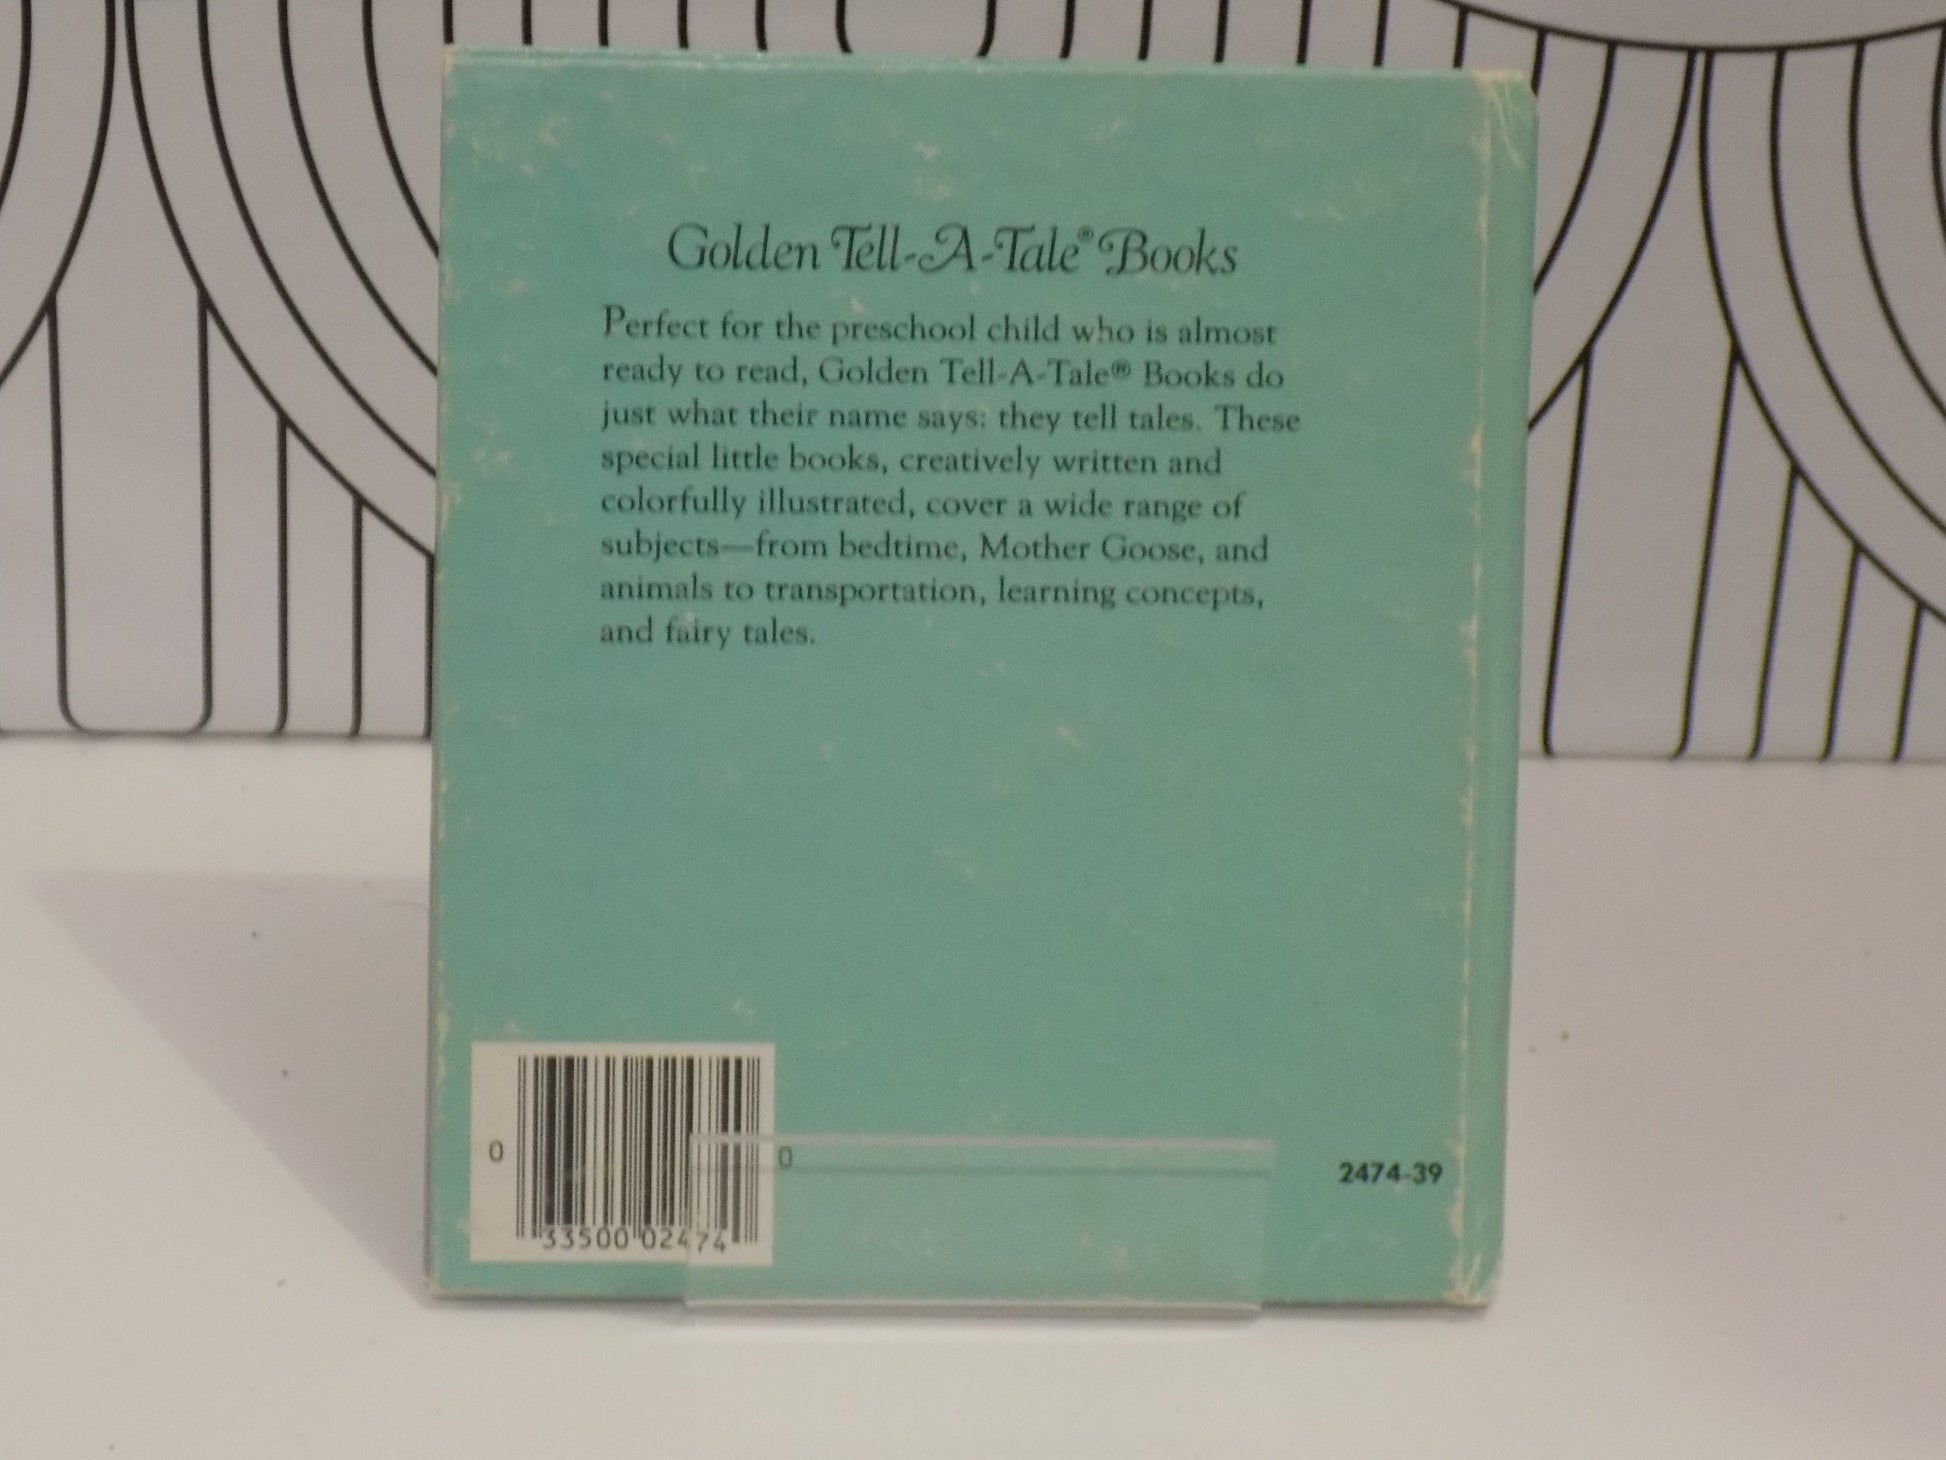 Golden Tell-A-Tale® Books
Perfect for the preschool child who is almost
ready to read, Golden Tell-A-Tale® Books do
just what their name says: they tell tales. These
special little books, creatively written and
colorfully illustrated, cover a wide range of
subjects—from bedtime, Mother Goose, and
animals to transportation, learning concepts,
and fairy tales.
0
0
33500 02474
2474-39